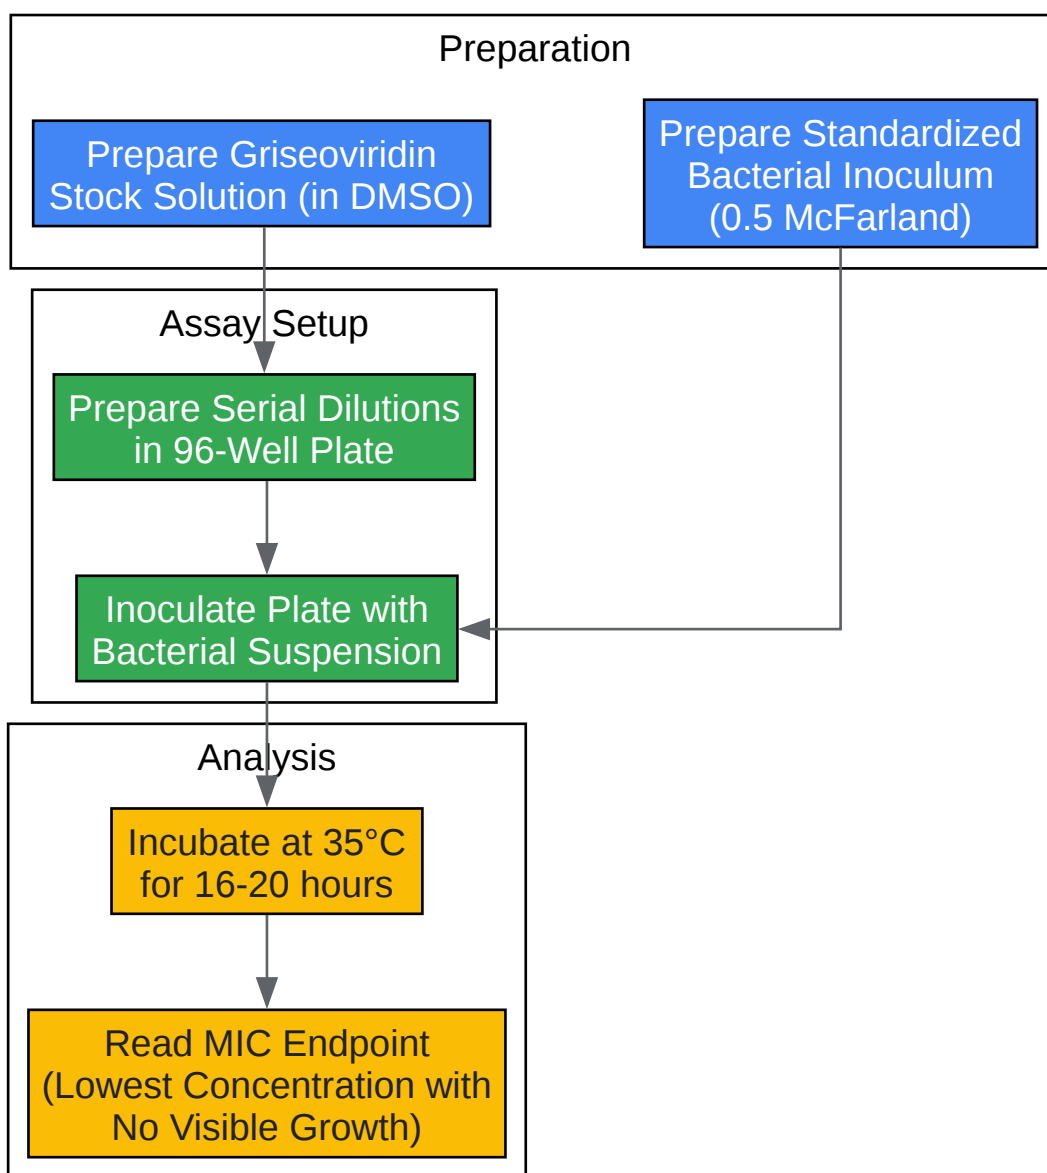 Preparation
Prepare Griseoviridin
Stock Solution (in DMSO)
Prepare Standardized
Bacterial Inoculum
(0.5 McFarland)
Assay Setup
Prepare Serial Dilutions
in 96-Well Plate
Inoculate Plate with
Bacterial Suspension
Analysis
Incubate at 35°C
for 16-20 hours
Read MIC Endpoint
(Lowest Concentration with
No Visible Growth)